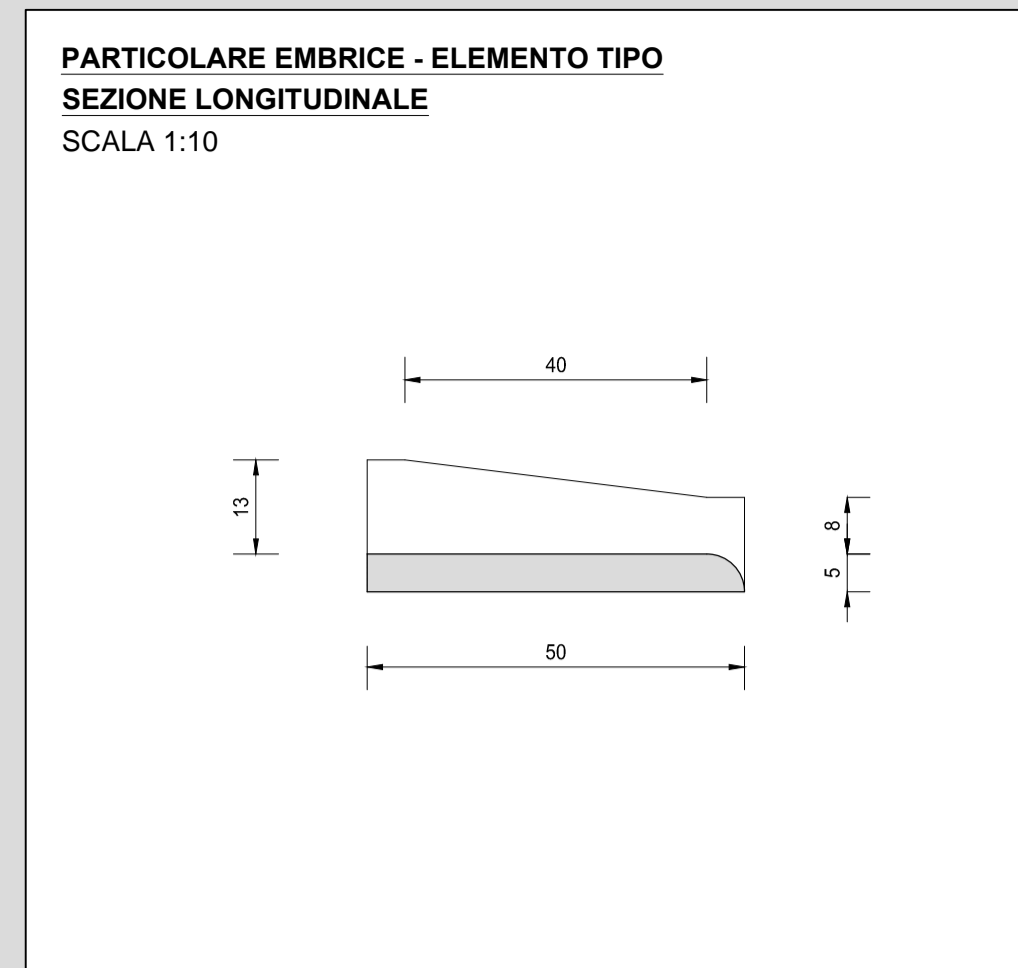 PARTICOLARE EMBRICE - ELEMENTO TIPO
SEZIONE LONGITUDINALE
SCALA 1:10
40
13
8
5
50